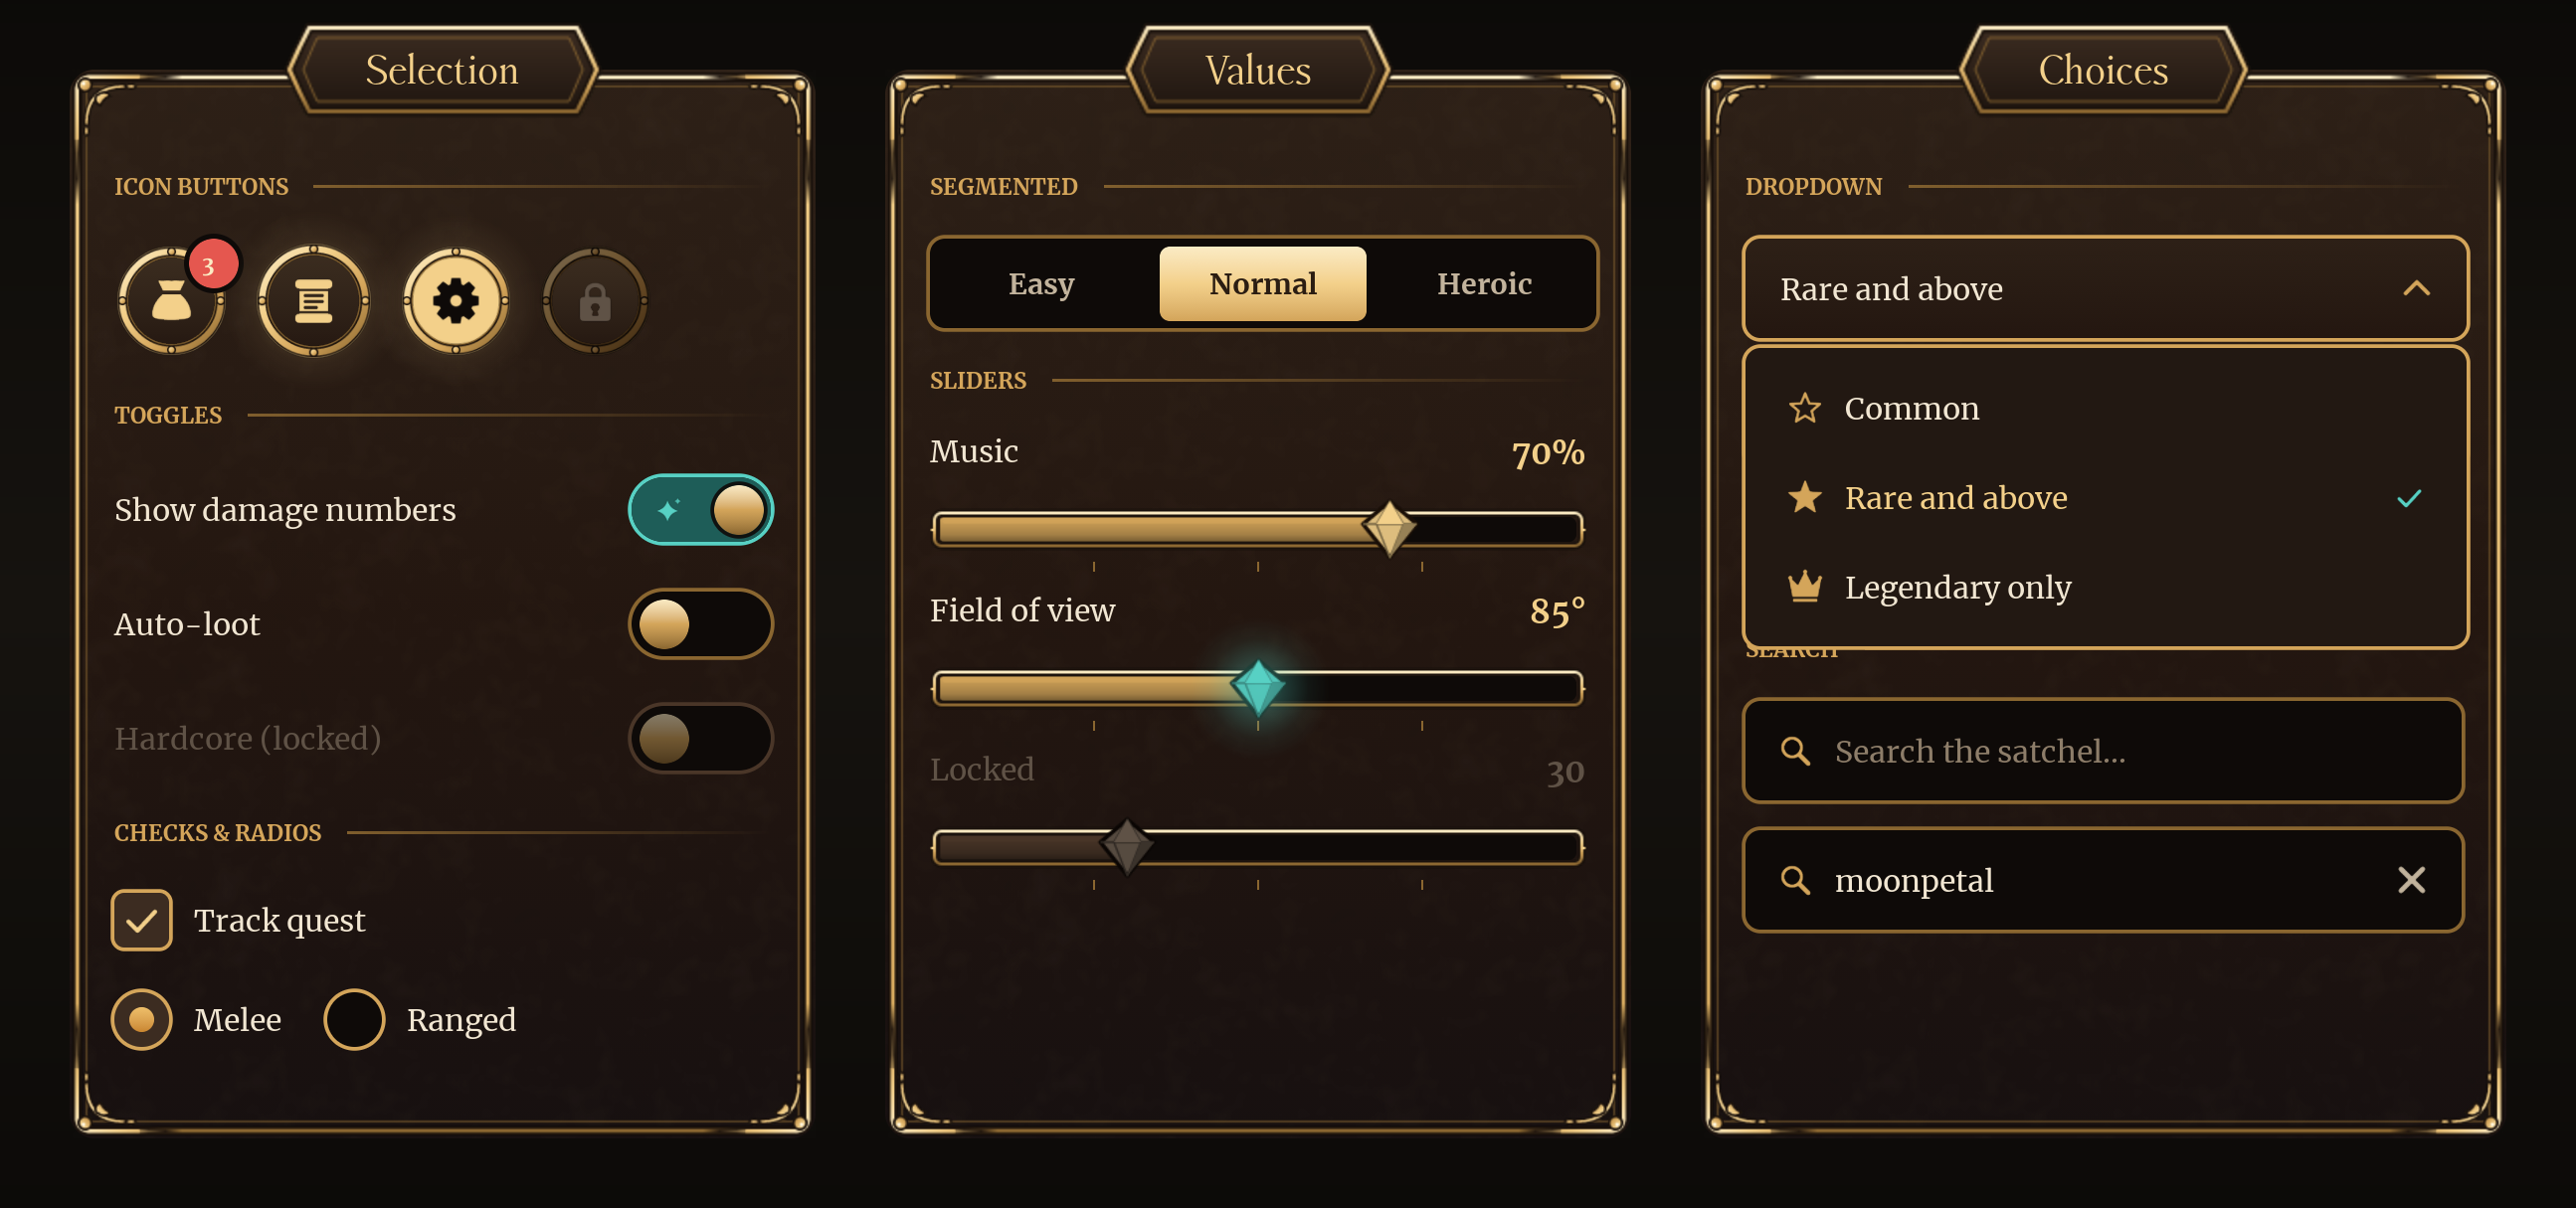 Selection
ICON BUTTONS
3
TOGGLES
Show damage numbers
Auto-loot
Hardcore (locked)
CHECKS & RADIOS
Track quest
Melee
Ranged
Values
SEGMENTED
Easy
Normal
Heroic
SLIDERS
Music
70%
Field of view
85°
Locked
30
Choices
DROPDOWN
Rare and above
Common
Rare and above
Legendary only
SEARCH
Search the satchel...
moonpetal